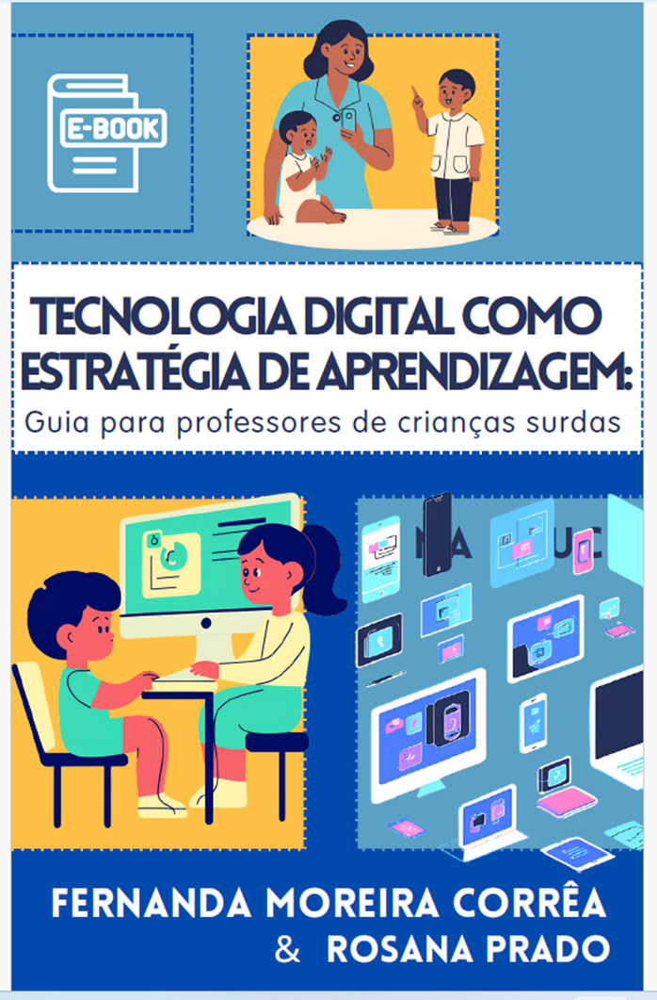 E-BOOK
TECNOLOGIA DIGITAL COMO
ESTRATÉGIA DE APRENDIZAGEM:
Guia para professores de crianças surdas
FERNANDA MOREIRA CORRÊA
& ROSANA PRADO